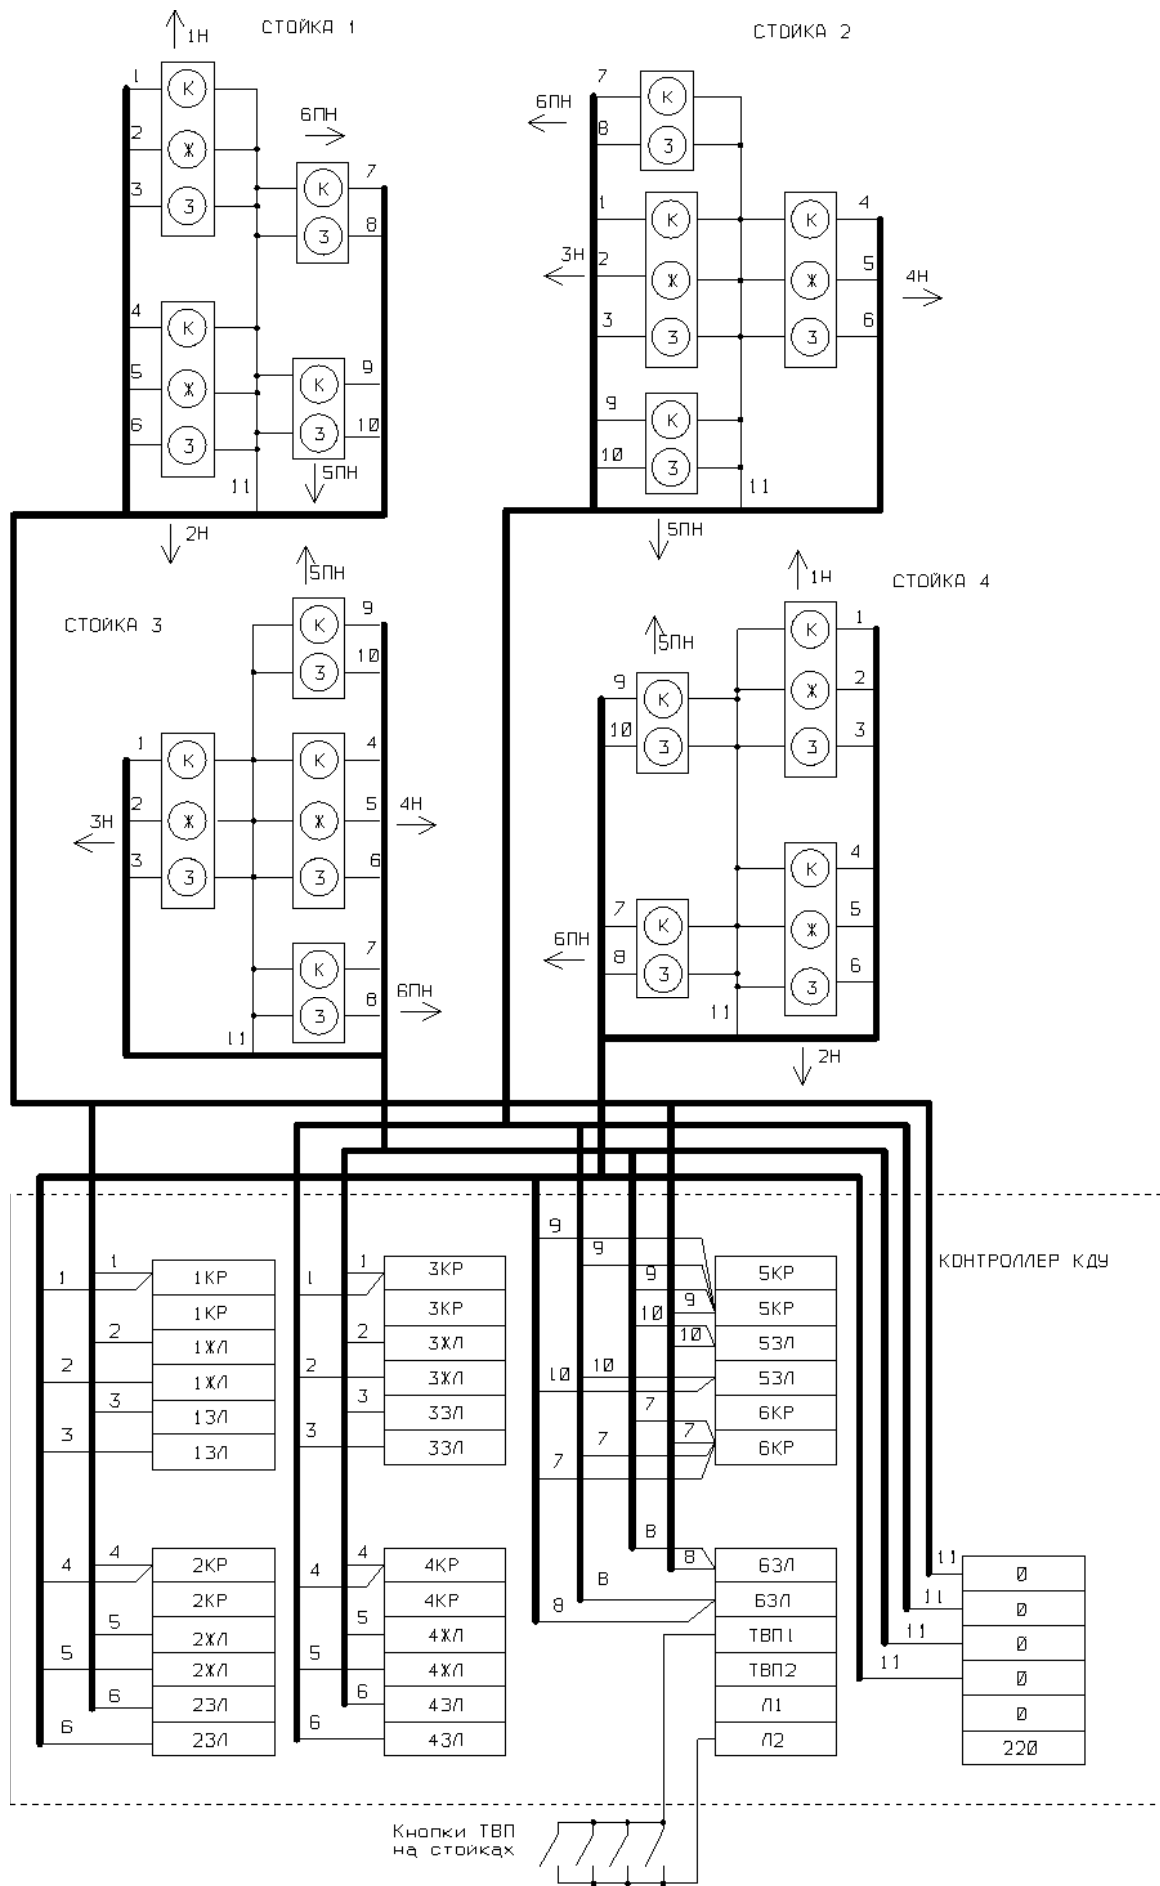 СТОЙКА 1
1Н
1
К
2
Ж
3
З
6ПН
К
7
З
8
4
К
5
Ж
6
З
К
9
З
10
5ПН
11
2Н
СТОЙКА 2
6ПН
7
К
8
З
1
К
3Н
2
Ж
3
З
К
4
Ж
5
З
6
4Н
9
К
10
З
11
5ПН
СТОЙКА 3
5ПН
К
9
З
10
1
К
3Н
2
Ж
3
З
К
4
Ж
5
4Н
З
6
К
7
З
8
6ПН
11
СТОЙКА 4
1Н
5ПН
К
1
Ж
2
З
3
9
К
10
З
К
4
Ж
5
З
6
7
К
6ПН
8
З
11
2Н
КОНТРОЛЛЕР КДУ
1
1
1КР
1КР
2
1ЖЛ
2
1ЖЛ
3
1ЗЛ
3
1ЗЛ
4
4
2КР
2КР
5
2ЖЛ
5
2ЖЛ
6
2ЗЛ
6
2ЗЛ
1
1
3КР
3КР
2
3ЖЛ
2
3ЖЛ
3
3ЗЛ
3
3ЗЛ
4
4
4КР
4КР
5
4ЖЛ
5
4ЖЛ
6
4ЗЛ
6
4ЗЛ
9
9
9
9
5КР
5КР
10
10
5ЗЛ
10
10
5ЗЛ
7
6КР
7
7
7
6КР
8
8
6ЗЛ
8
8
6ЗЛ
ТВП1
ТВП2
Л1
Л2
11
0
11
0
11
0
11
0
0
220
Кнопки ТВП
на стойках